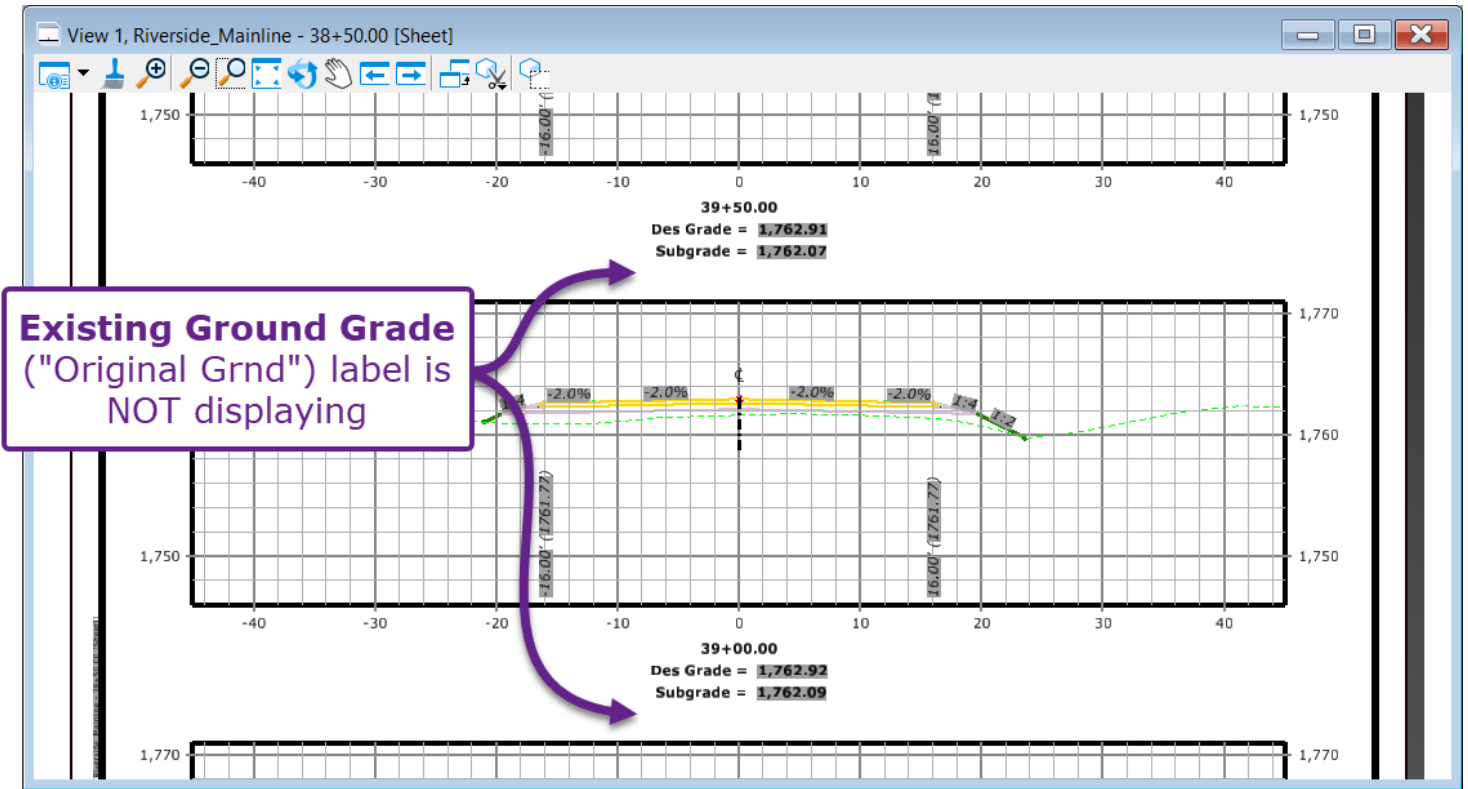 View 1, Riverside_Mainline - 38+50.00 [Sheet]
1,750
-16.00' (
16.00' (
1,750
-40 -30 -20 -10 0 10 20 30 40
39+50.00
Des Grade = 1,762.91
Subgrade = 1,762.07
Existing Ground Grade
("Original Grnd") label is
NOT displaying
1,770
-2.0% -2.0% -2.0% -2.0% 1:4 1:2
1,760
-16.00' (1761.77)
16.00' (1761.77)
1,750 1,750
-40 -30 -20 -10 0 10 20 30 40
39+00.00
Des Grade = 1,762.92
Subgrade = 1,762.09
1,770 1,770